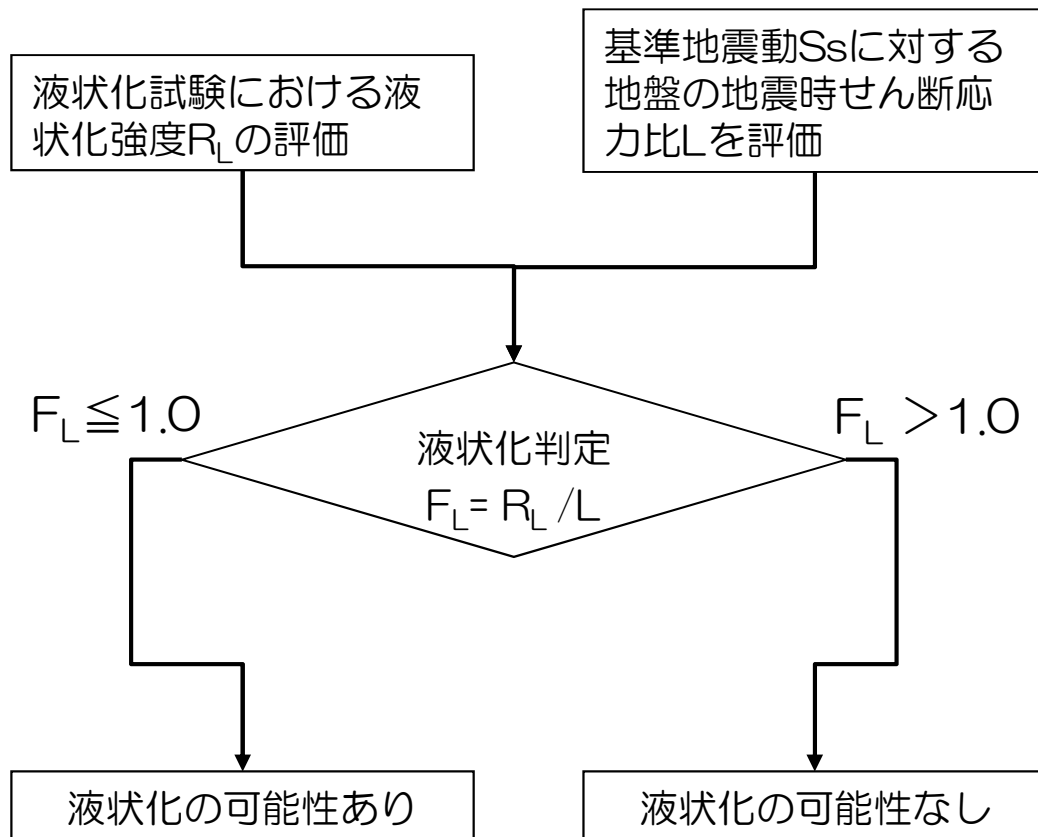 液状化試験における液
状化強度RLの評価
基準地震動Ssに対する
地盤の地震時せん断応
力比Lを評価
FL≦1.0
FL >1.0
液状化判定
FL= RL /L
液状化の可能性あり
液状化の可能性なし